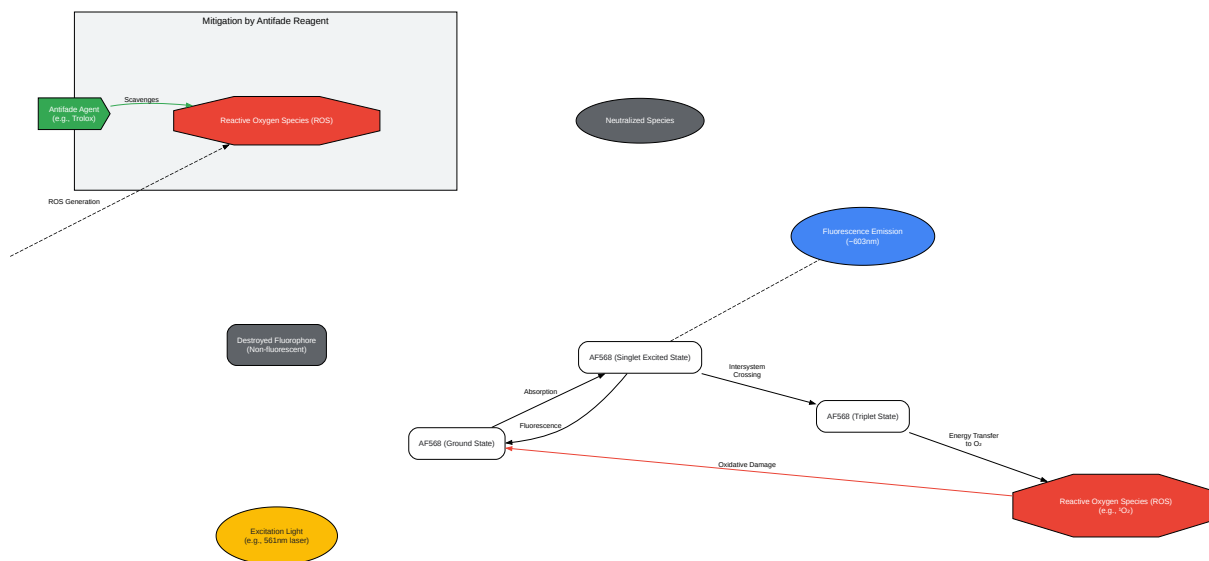 Mitigation by Antifade Reagent
Scavenges
Antifade Agent
(e.g., Trolox)
Reactive Oxygen Species (ROS)
Neutralized Species
ROS Generation
Fluorescence Emission
(~603nm)
Destroyed Fluorophore
(Non-fluorescent)
AF568 (Singlet Excited State)
Intersystem
Crossing
Absorption
AF568 (Triplet State)
Fluorescence
AF568 (Ground State)
Energy Transfer
to O₂
Oxidative Damage
Reactive Oxygen Species (ROS)
(e.g., ¹O₂)
Excitation Light
(e.g., 561nm laser)